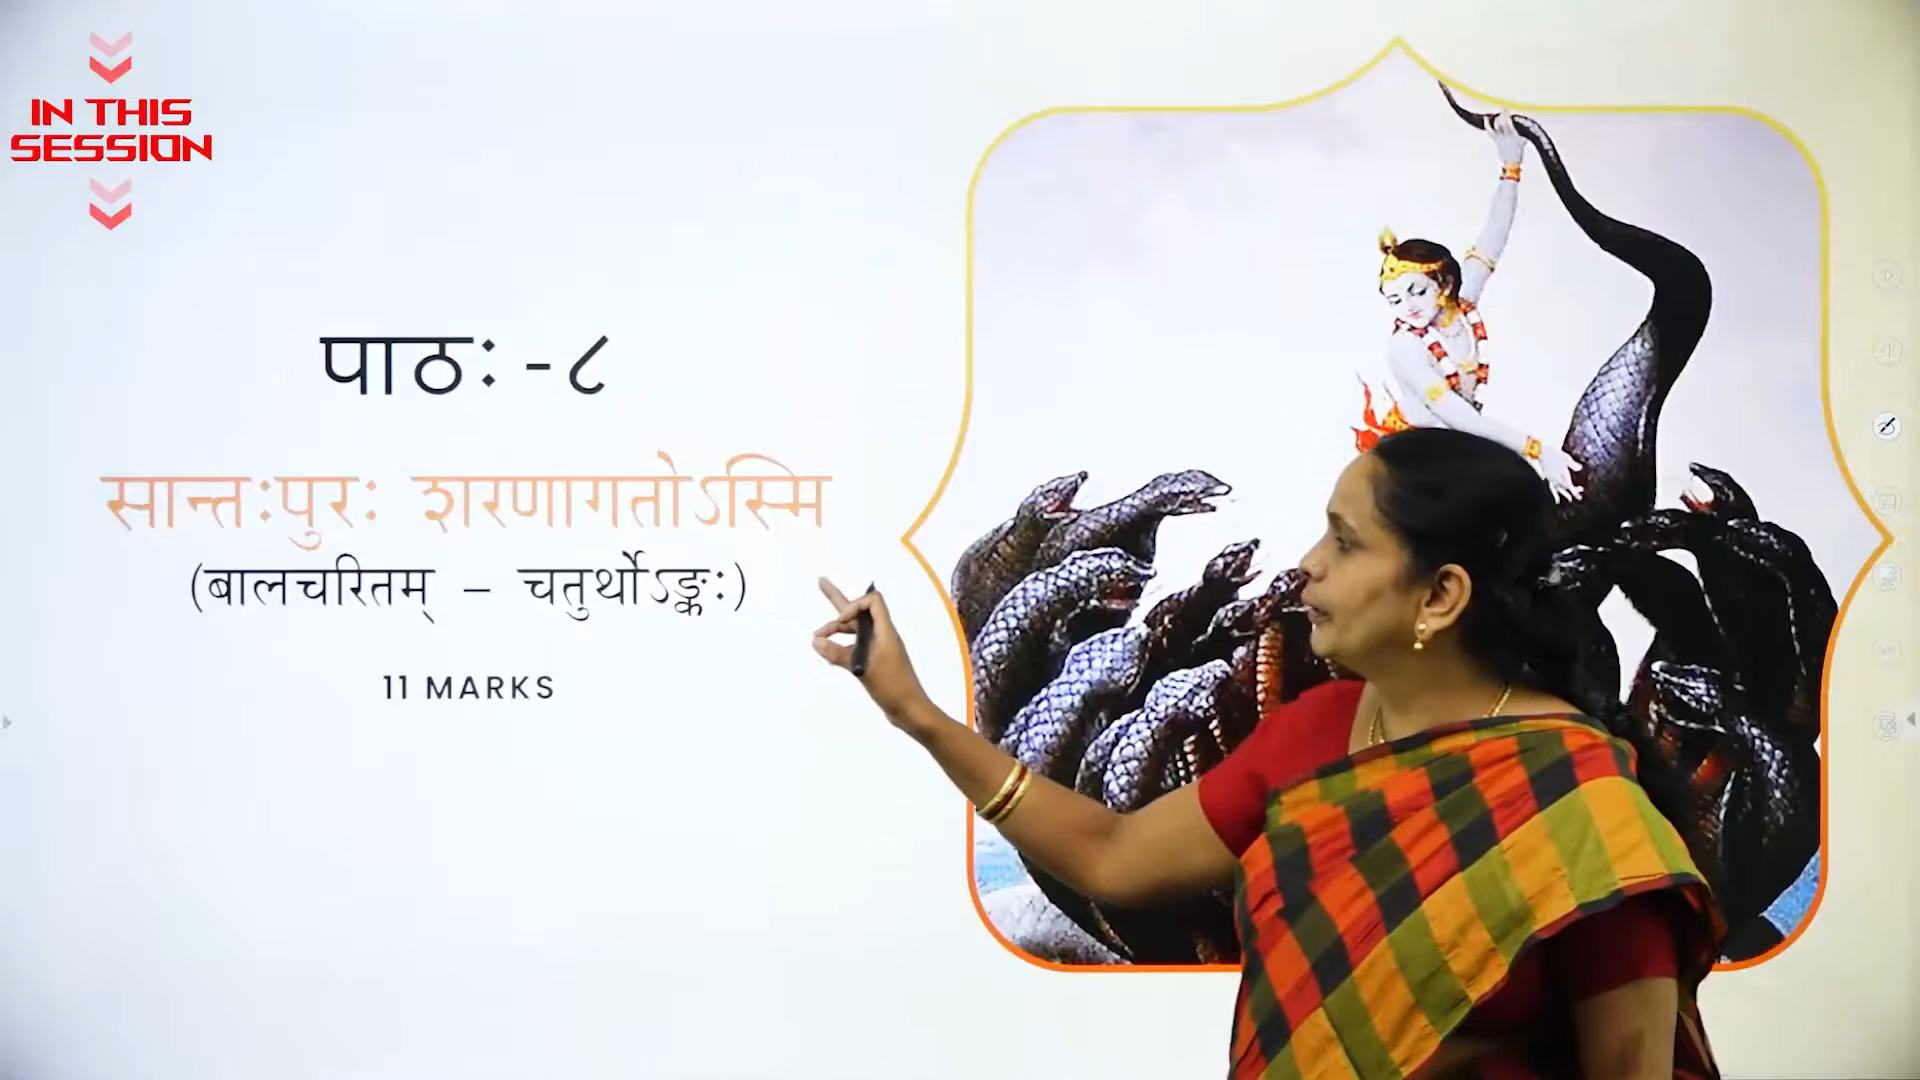 IN THIS
SESSION
पाठः -८
सान्तःपुरः शरणागतोऽस्मि
(बालचरितम् – चतुर्थोऽङ्कः)
11 MARKS